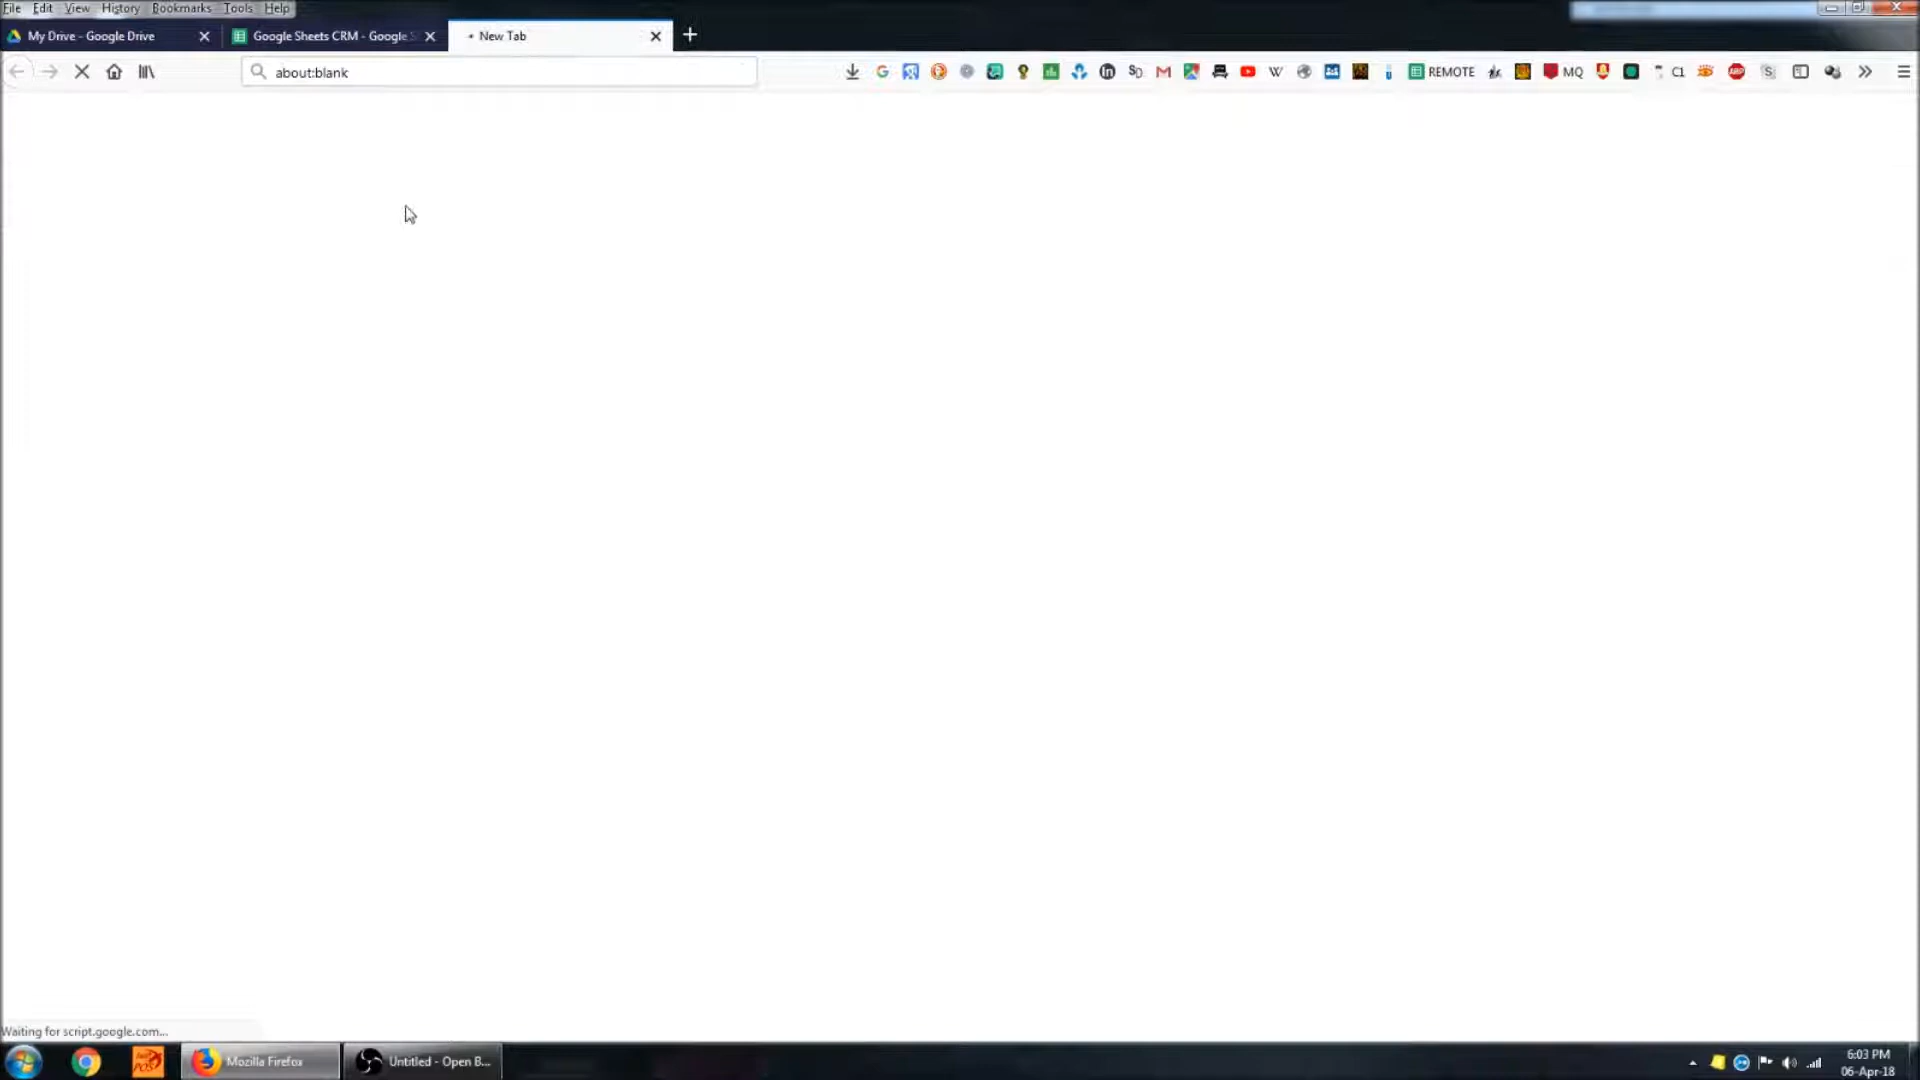 File Edit View History Bookmarks Tools Help
My Drive - Google Drive
Google Sheets CRM - Google S
New Tab
about:blank
REMOTE
MQ
C1
Waiting for script.google.com...
Mozilla Firefox
Untitled - Open B...
6:03 PM
06-Apr-18